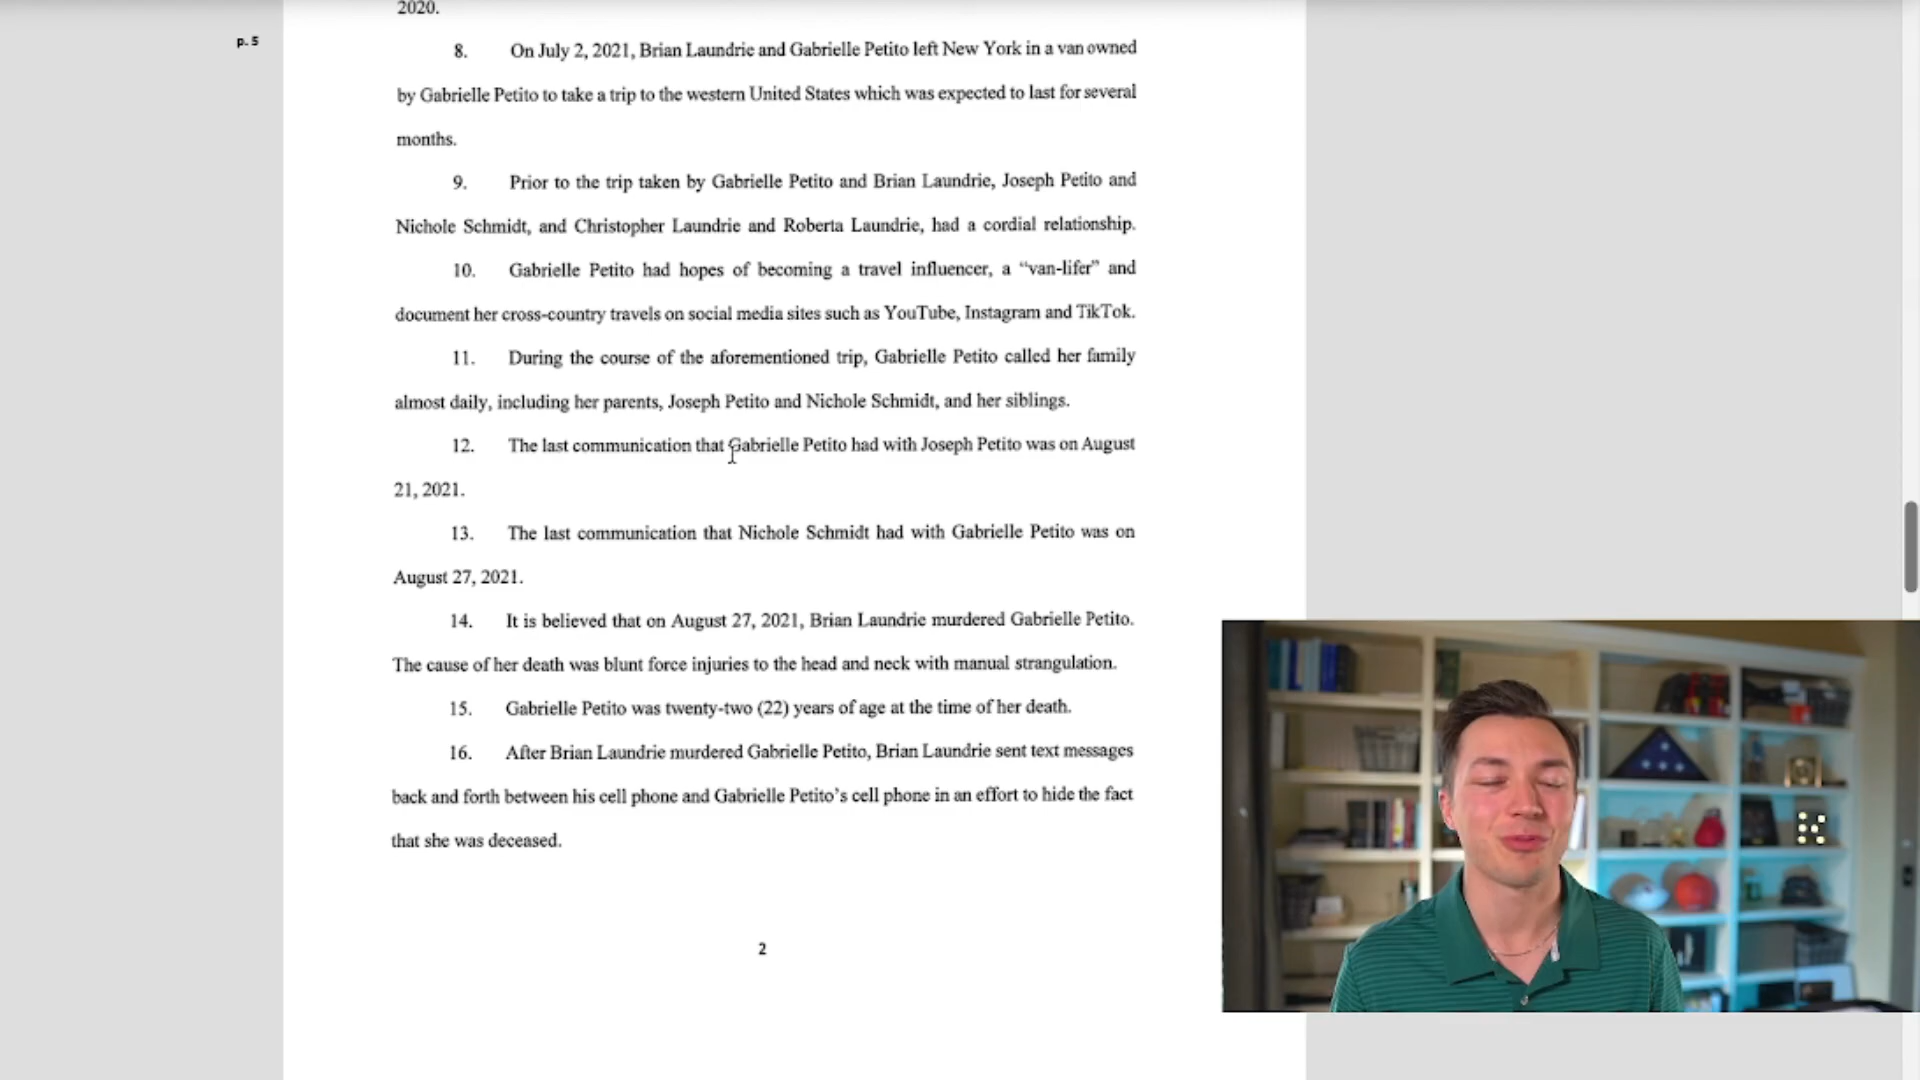 2020.
p. 5
8. On July 2, 2021, Brian Laundrie and Gabrielle Petito left New York in a van owned
by Gabrielle Petito to take a trip to the western United States which was expected to last for several
months.
9. Prior to the trip taken by Gabrielle Petito and Brian Laundrie, Joseph Petito and
Nichole Schmidt, and Christopher Laundrie and Roberta Laundrie, had a cordial relationship.
10. Gabrielle Petito had hopes of becoming a travel influencer, a “van-lifer” and
document her cross-country travels on social media sites such as YouTube, Instagram and TikTok.
11. During the course of the aforementioned trip, Gabrielle Petito called her family
almost daily, including her parents, Joseph Petito and Nichole Schmidt, and her siblings.
12. The last communication that Gabrielle Petito had with Joseph Petito was on August
21, 2021.
13. The last communication that Nichole Schmidt had with Gabrielle Petito was on
August 27, 2021.
14. It is believed that on August 27, 2021, Brian Laundrie murdered Gabrielle Petito.
The cause of her death was blunt force injuries to the head and neck with manual strangulation.
15. Gabrielle Petito was twenty-two (22) years of age at the time of her death.
16. After Brian Laundrie murdered Gabrielle Petito, Brian Laundrie sent text messages
back and forth between his cell phone and Gabrielle Petito’s cell phone in an effort to hide the fact
that she was deceased.
2